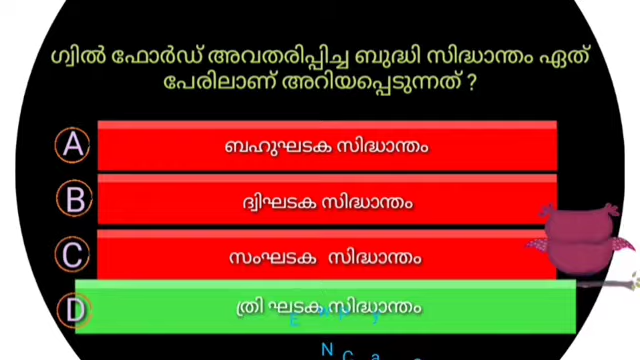 ഗ്വിൽ ഫോർഡ് അവതരിപ്പിച്ച ബുദ്ധി സിദ്ധാന്തം ഏത്
പേരിലാണ് അറിയപ്പെടുന്നത് ?
A ബഹുഘടക സിദ്ധാന്തം
B ദ്വിഘടക സിദ്ധാന്തം
C സംഘടക സിദ്ധാന്തം
D ത്രി ഘടക സിദ്ധാന്തം